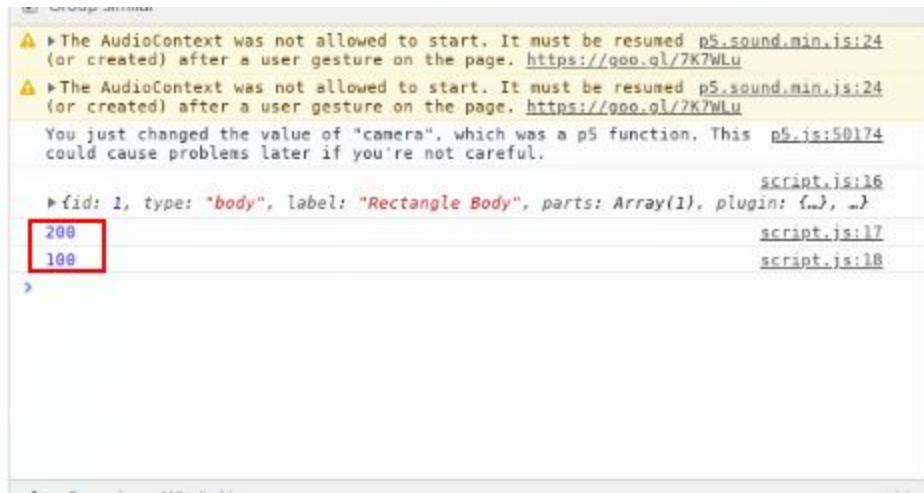 ▶The AudioContext was not allowed to start. It must be resumed p5.sound.min.js:24
(or created) after a user gesture on the page. https://goo.gl/7K7WLu
▶The AudioContext was not allowed to start. It must be resumed p5.sound.min.js:24
(or created) after a user gesture on the page. https://goo.gl/7K7WLu
You just changed the value of "camera", which was a p5 function. This p5.js:50174
could cause problems later if you're not careful.
script.js:16
▶{id: 1, type: "body", label: "Rectangle Body", parts: Array(1), plugin: {…}, …}
200 script.js:17
100 script.js:18
>